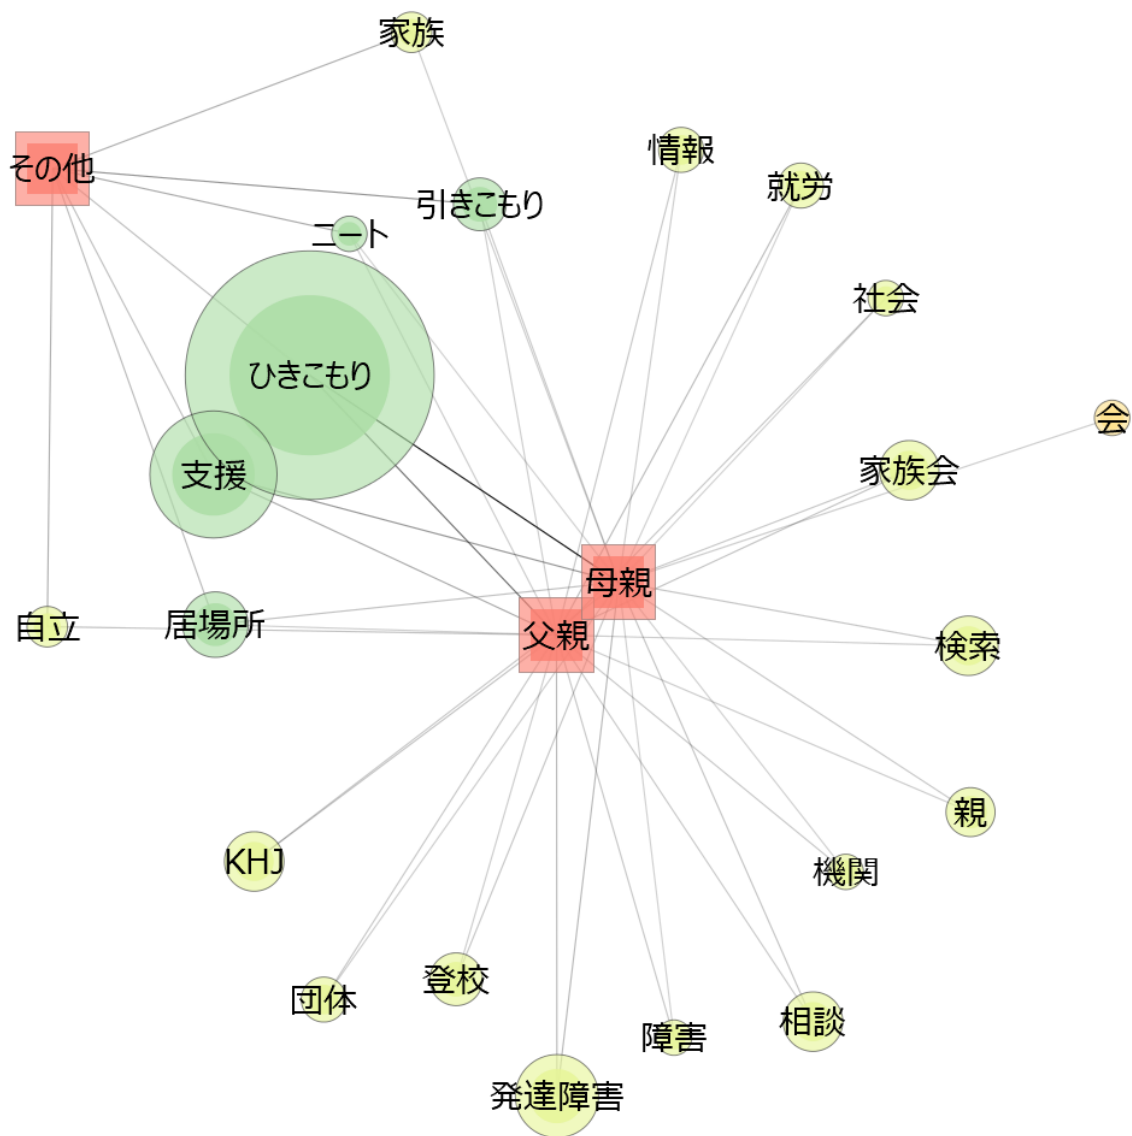 家族
情報
その他
就労
引きこもり
ニート
社会
ひきこもり
会
家族会
支援
母親
自立
居場所
父親
検索
親
KHJ
機関
登校
団体
相談
障害
発達障害